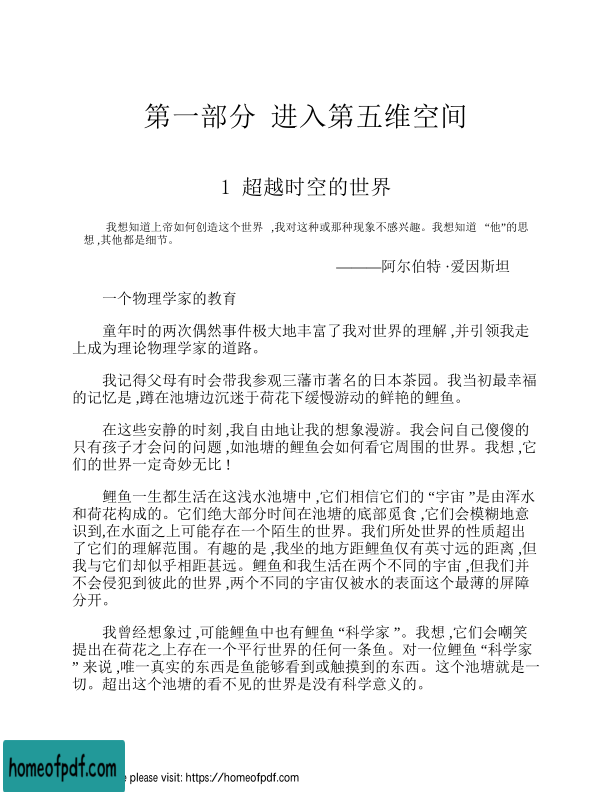 第一部分 进入第五维空间
1 超越时空的世界
我想知道上帝如何创造这个世界 ,我对这种或那种现象不感兴趣。我想知道 “他”的思
想 ,其他都是细节。
———阿尔伯特 ·爱因斯坦
一个物理学家的教育
童年时的两次偶然事件极大地丰富了我对世界的理解 ,并引领我走
上成为理论物理学家的道路。
我记得父母有时会带我参观三藩市著名的日本茶园。我当初最幸福
的记忆是 ,蹲在池塘边沉迷于荷花下缓慢游动的鲜艳的鲤鱼。
在这些安静的时刻 ,我自由地让我的想象漫游。我会问自己傻傻的
只有孩子才会问的问题 ,如池塘的鲤鱼会如何看它周围的世界。我想 ,它
们的世界一定奇妙无比 !
鲤鱼一生都生活在这浅水池塘中 ,它们相信它们的 “宇宙 ”是由浑水
和荷花构成的。它们绝大部分时间在池塘的底部觅食 ,它们会模糊地意
识到,在水面之上可能存在一个陌生的世界。我们所处世界的性质超出
了它们的理解范围。有趣的是 ,我坐的地方距鲤鱼仅有英寸远的距离 ,但
我与它们却似乎相距甚远。鲤鱼和我生活在两个不同的宇宙 ,但我们并
不会侵犯到彼此的世界 ,两个不同的宇宙仅被水的表面这个最薄的屏障
分开。
我曾经想象过 ,可能鲤鱼中也有鲤鱼 “科学家 ”。我想 ,它们会嘲笑
提出在荷花之上存在一个平行世界的任何一条鱼。对一位鲤鱼 “科学家
” 来说 ,唯一真实的东西是鱼能够看到或触摸到的东西。这个池塘就是一
切。超出这个池塘的看不见的世界是没有科学意义的。
homeofpdf.com
please visit: https://homeofpdf.com